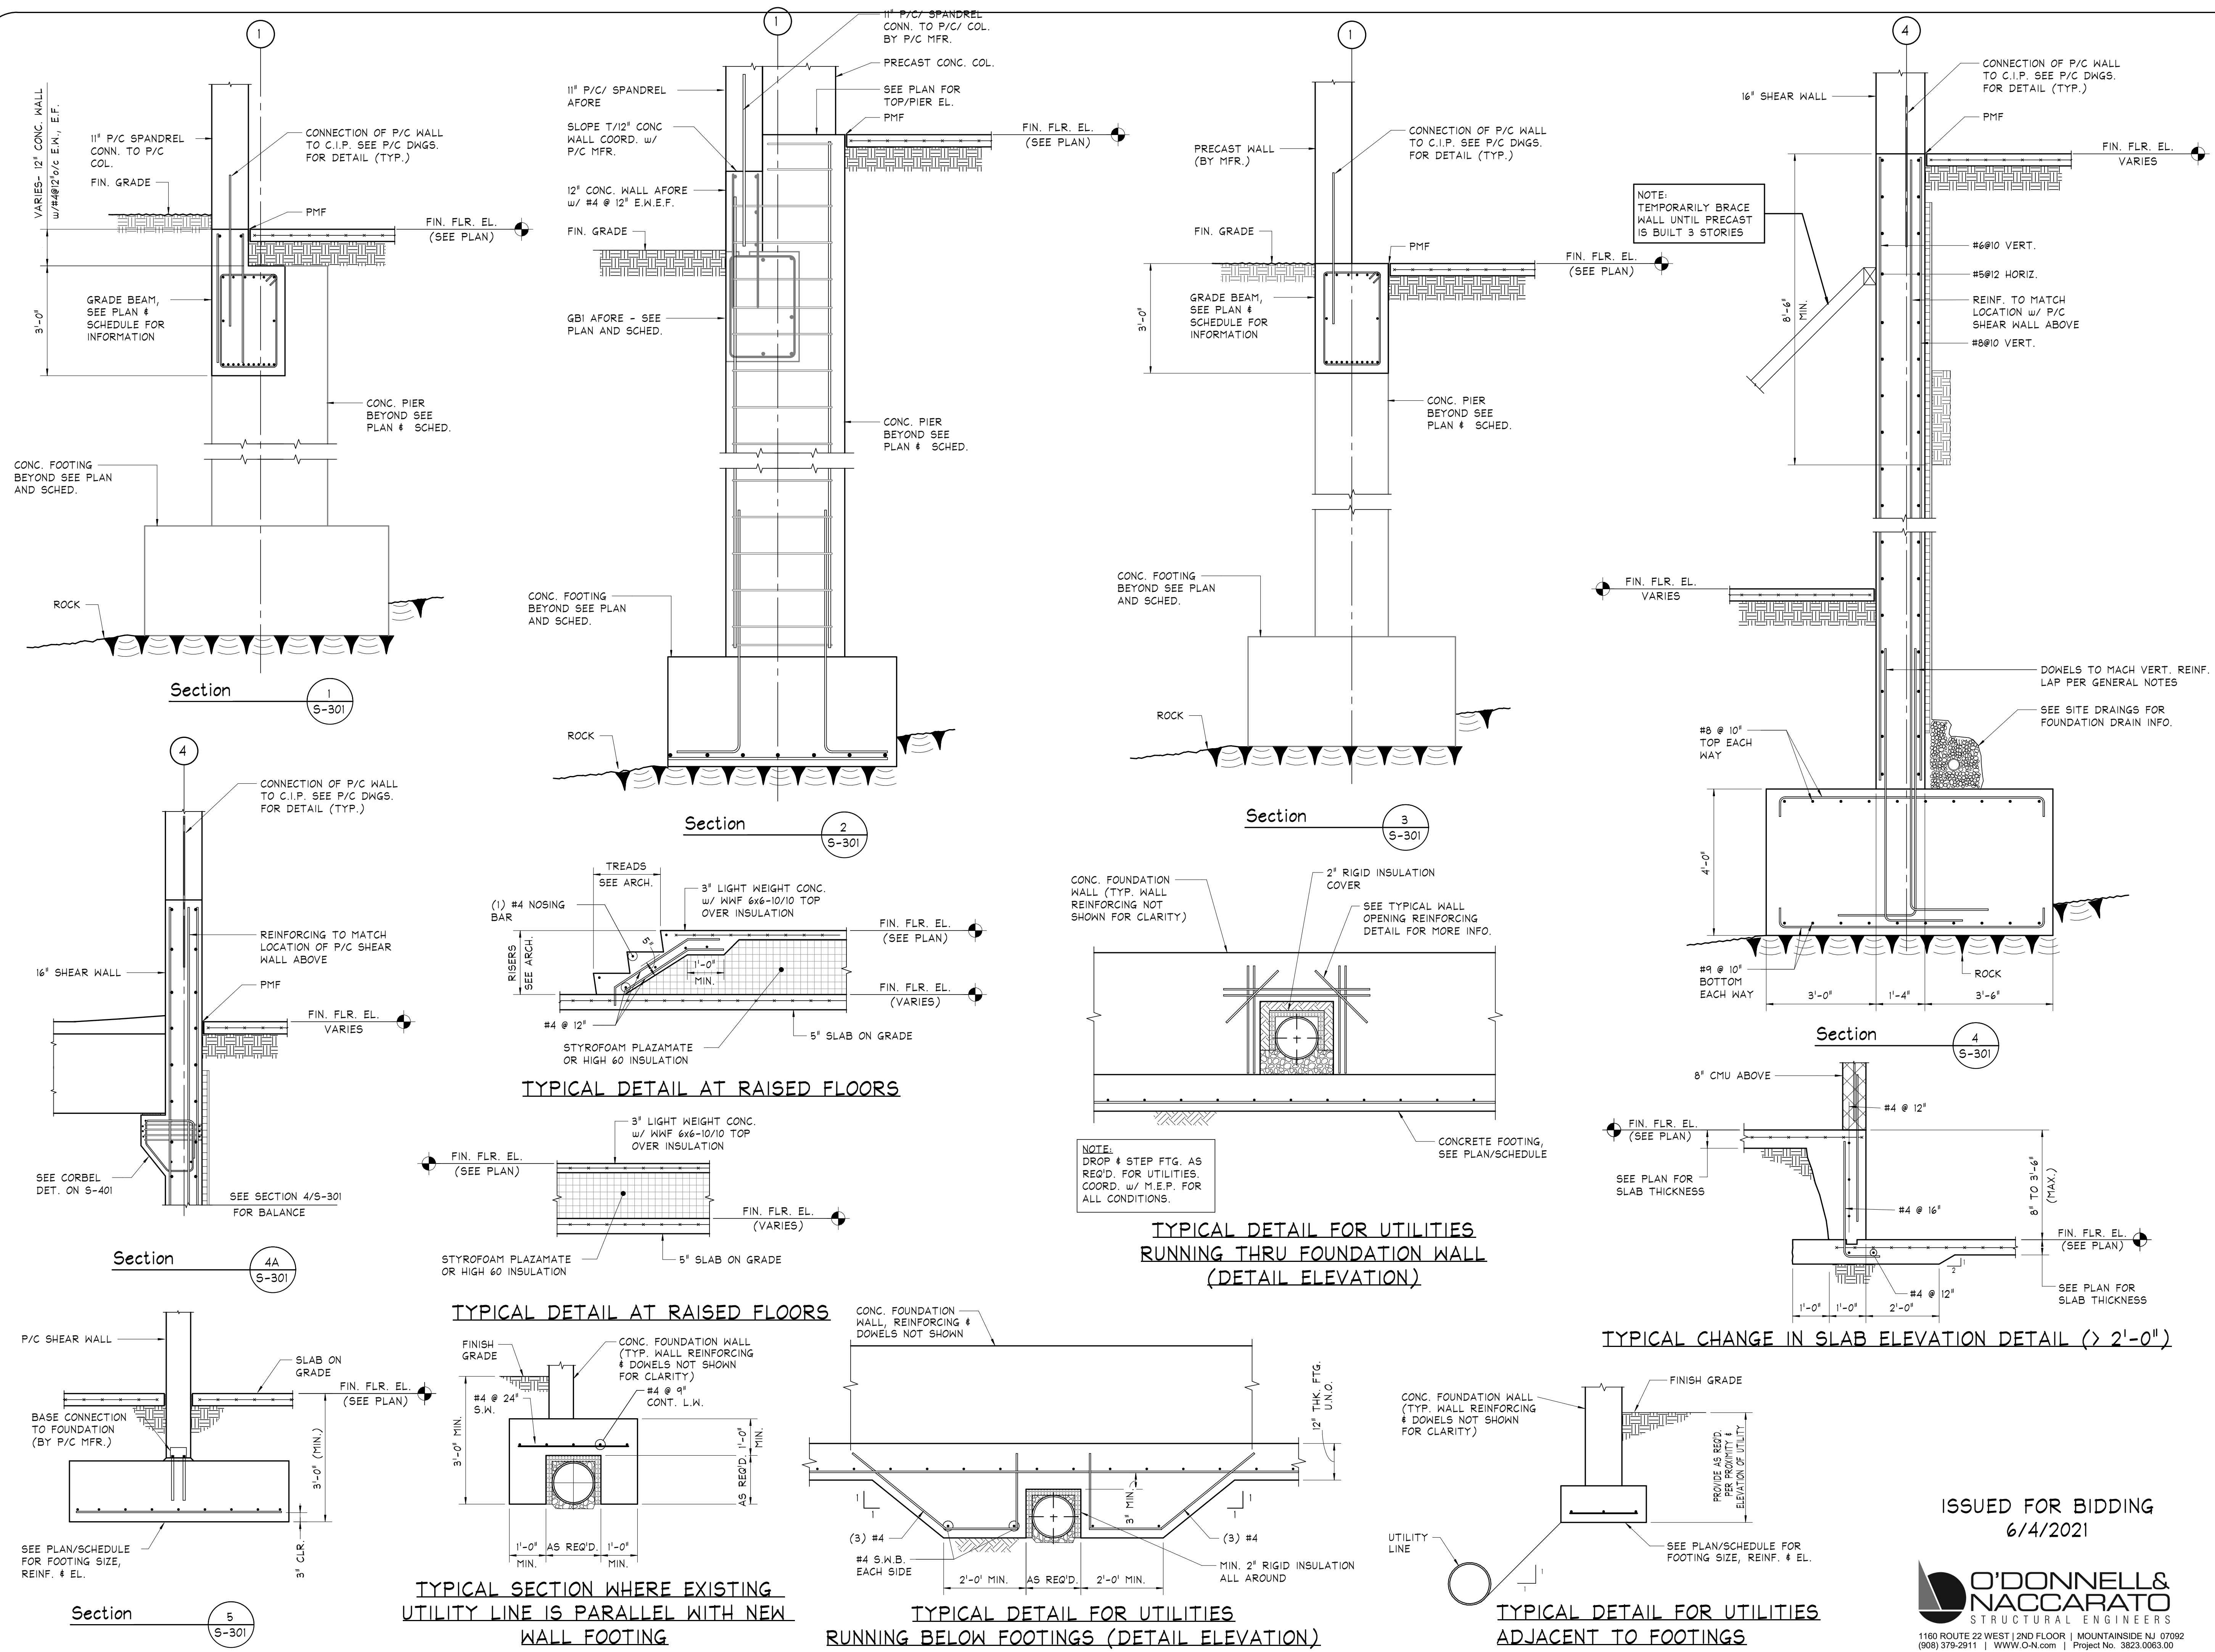 1
11" P/C SPANDREL
CONN. TO P/C
COL.
VARIES- 12" CONC. WALL
w/#4@12"o/c E.W., E.F.
CONNECTION OF P/C WALL
TO C.I.P. SEE P/C DWGS.
FOR DETAIL (TYP.)
FIN. GRADE
PMF
FIN. FLR. EL.
(SEE PLAN)
GRADE BEAM,
SEE PLAN &
SCHEDULE FOR
INFORMATION
3'-0"
CONC. PIER
BEYOND SEE
PLAN & SCHED.
CONC. FOOTING
BEYOND SEE PLAN
AND SCHED.
ROCK
Section
1
S-301
1
11" P/C/ SPANDREL
CONN. TO P/C/ COL.
BY P/C MFR.
PRECAST CONC. COL.
11" P/C/ SPANDREL
AFORE
SEE PLAN FOR
TOP/PIER EL.
PMF
SLOPE T/12" CONC
WALL COORD. w/
P/C MFR.
FIN. FLR. EL.
(SEE PLAN)
12" CONC. WALL AFORE
w/ #4 @ 12" E.W.E.F.
FIN. GRADE
GB1 AFORE - SEE
PLAN AND SCHED.
CONC. PIER
BEYOND SEE
PLAN & SCHED.
CONC. FOOTING
BEYOND SEE PLAN
AND SCHED.
ROCK
Section
2
S-301
1
PRECAST WALL
(BY MFR.)
CONNECTION OF P/C WALL
TO C.I.P. SEE P/C DWGS.
FOR DETAIL (TYP.)
FIN. GRADE
PMF
FIN. FLR. EL.
(SEE PLAN)
GRADE BEAM,
SEE PLAN &
SCHEDULE FOR
INFORMATION
3'-0"
CONC. PIER
BEYOND SEE
PLAN & SCHED.
CONC. FOOTING
BEYOND SEE PLAN
AND SCHED.
ROCK
Section
3
S-301
4
CONNECTION OF P/C WALL
TO C.I.P. SEE P/C DWGS.
FOR DETAIL (TYP.)
16" SHEAR WALL
PMF
FIN. FLR. EL.
VARIES
NOTE:
TEMPORARILY BRACE
WALL UNTIL PRECAST
IS BUILT 3 STORIES
8'-6"
MIN.
#6@10 VERT.
#5@12 HORIZ.
REINF. TO MATCH
LOCATION w/ P/C
SHEAR WALL ABOVE
#8@10 VERT.
FIN. FLR. EL.
VARIES
DOWELS TO MACH VERT. REINF.
LAP PER GENERAL NOTES
SEE SITE DRAINGS FOR
FOUNDATION DRAIN INFO.
#8 @ 10"
TOP EACH
WAY
4'-0"
#9 @ 10"
BOTTOM
EACH WAY
ROCK
3'-0"
1'-4"
3'-6"
Section
4
S-301
4
CONNECTION OF P/C WALL
TO C.I.P. SEE P/C DWGS.
FOR DETAIL (TYP.)
REINFORCING TO MATCH
LOCATION OF P/C SHEAR
WALL ABOVE
16" SHEAR WALL
PMF
FIN. FLR. EL.
VARIES
SEE CORBEL
DET. ON S-401
SEE SECTION 4/S-301
FOR BALANCE
Section
4A
S-301
TREADS
SEE ARCH.
3" LIGHT WEIGHT CONC.
w/ WWF 6x6-10/10 TOP
OVER INSULATION
(1) #4 NOSING
BAR
RISERS
SEE ARCH.
5"
1'-0"
MIN.
FIN. FLR. EL.
(SEE PLAN)
FIN. FLR. EL.
(VARIES)
#4 @ 12"
5" SLAB ON GRADE
STYROFOAM PLAZAMATE
OR HIGH 60 INSULATION
TYPICAL DETAIL AT RAISED FLOORS
3" LIGHT WEIGHT CONC.
w/ WWF 6x6-10/10 TOP
OVER INSULATION
FIN. FLR. EL.
(SEE PLAN)
FIN. FLR. EL.
(VARIES)
STYROFOAM PLAZAMATE
OR HIGH 60 INSULATION
5" SLAB ON GRADE
TYPICAL DETAIL AT RAISED FLOORS
CONC. FOUNDATION
WALL (TYP. WALL
REINFORCING NOT
SHOWN FOR CLARITY)
2" RIGID INSULATION
COVER
SEE TYPICAL WALL
OPENING REINFORCING
DETAIL FOR MORE INFO.
NOTE:
DROP & STEP FTG. AS
REQ'D. FOR UTILITIES.
COORD. w/ M.E.P. FOR
ALL CONDITIONS.
CONCRETE FOOTING,
SEE PLAN/SCHEDULE
TYPICAL DETAIL FOR UTILITIES
RUNNING THRU FOUNDATION WALL
(DETAIL ELEVATION)
8" CMU ABOVE
#4 @ 12"
FIN. FLR. EL.
(SEE PLAN)
SEE PLAN FOR
SLAB THICKNESS
8" TO 3'-6"
(MAX.)
#4 @ 16"
FIN. FLR. EL.
(SEE PLAN)
1
2
#4 @ 12"
SEE PLAN FOR
SLAB THICKNESS
1'-0"
1'-0"
2'-0"
TYPICAL CHANGE IN SLAB ELEVATION DETAIL (> 2'-0")
P/C SHEAR WALL
SLAB ON
GRADE
FIN. FLR. EL.
(SEE PLAN)
BASE CONNECTION
TO FOUNDATION
(BY P/C MFR.)
3'-0" (MIN.)
3" CLR.
SEE PLAN/SCHEDULE
FOR FOOTING SIZE,
REINF. & EL.
Section
5
S-301
FINISH
GRADE
CONC. FOUNDATION WALL
(TYP. WALL REINFORCING
& DOWELS NOT SHOWN
FOR CLARITY)
#4 @ 24"
S.W.
#4 @ 9"
CONT. L.W.
3'-0" MIN.
1'-0"
MIN.
AS REQ'D.
1'-0"
MIN.
AS REQ'D.
1'-0"
MIN.
TYPICAL SECTION WHERE EXISTING
UTILITY LINE IS PARALLEL WITH NEW
WALL FOOTING
CONC. FOUNDATION
WALL, REINFORCING &
DOWELS NOT SHOWN
12" THK. FTG.
U.N.O.
1
1
3" MIN.
1
1
(3) #4
(3) #4
#4 S.W.B.
EACH SIDE
MIN. 2" RIGID INSULATION
ALL AROUND
2'-0' MIN.
AS REQ'D.
2'-0' MIN.
TYPICAL DETAIL FOR UTILITIES
RUNNING BELOW FOOTINGS (DETAIL ELEVATION)
CONC. FOUNDATION WALL
(TYP. WALL REINFORCING
& DOWELS NOT SHOWN
FOR CLARITY)
FINISH GRADE
PROVIDE AS REQ'D.
PER PROXIMITY &
ELEVATION OF UTILITY
UTILITY
LINE
SEE PLAN/SCHEDULE FOR
FOOTING SIZE, REINF. & EL.
1
1
TYPICAL DETAIL FOR UTILITIES
ADJACENT TO FOOTINGS
ISSUED FOR BIDDING
6/4/2021
O'DONNELL&
NACCARATO
STRUCTURAL ENGINEERS
1160 ROUTE 22 WEST | 2ND FLOOR | MOUNTAINSIDE NJ 07092
(908) 379-2911 | WWW.O-N.com | Project No. 3823.0063.00